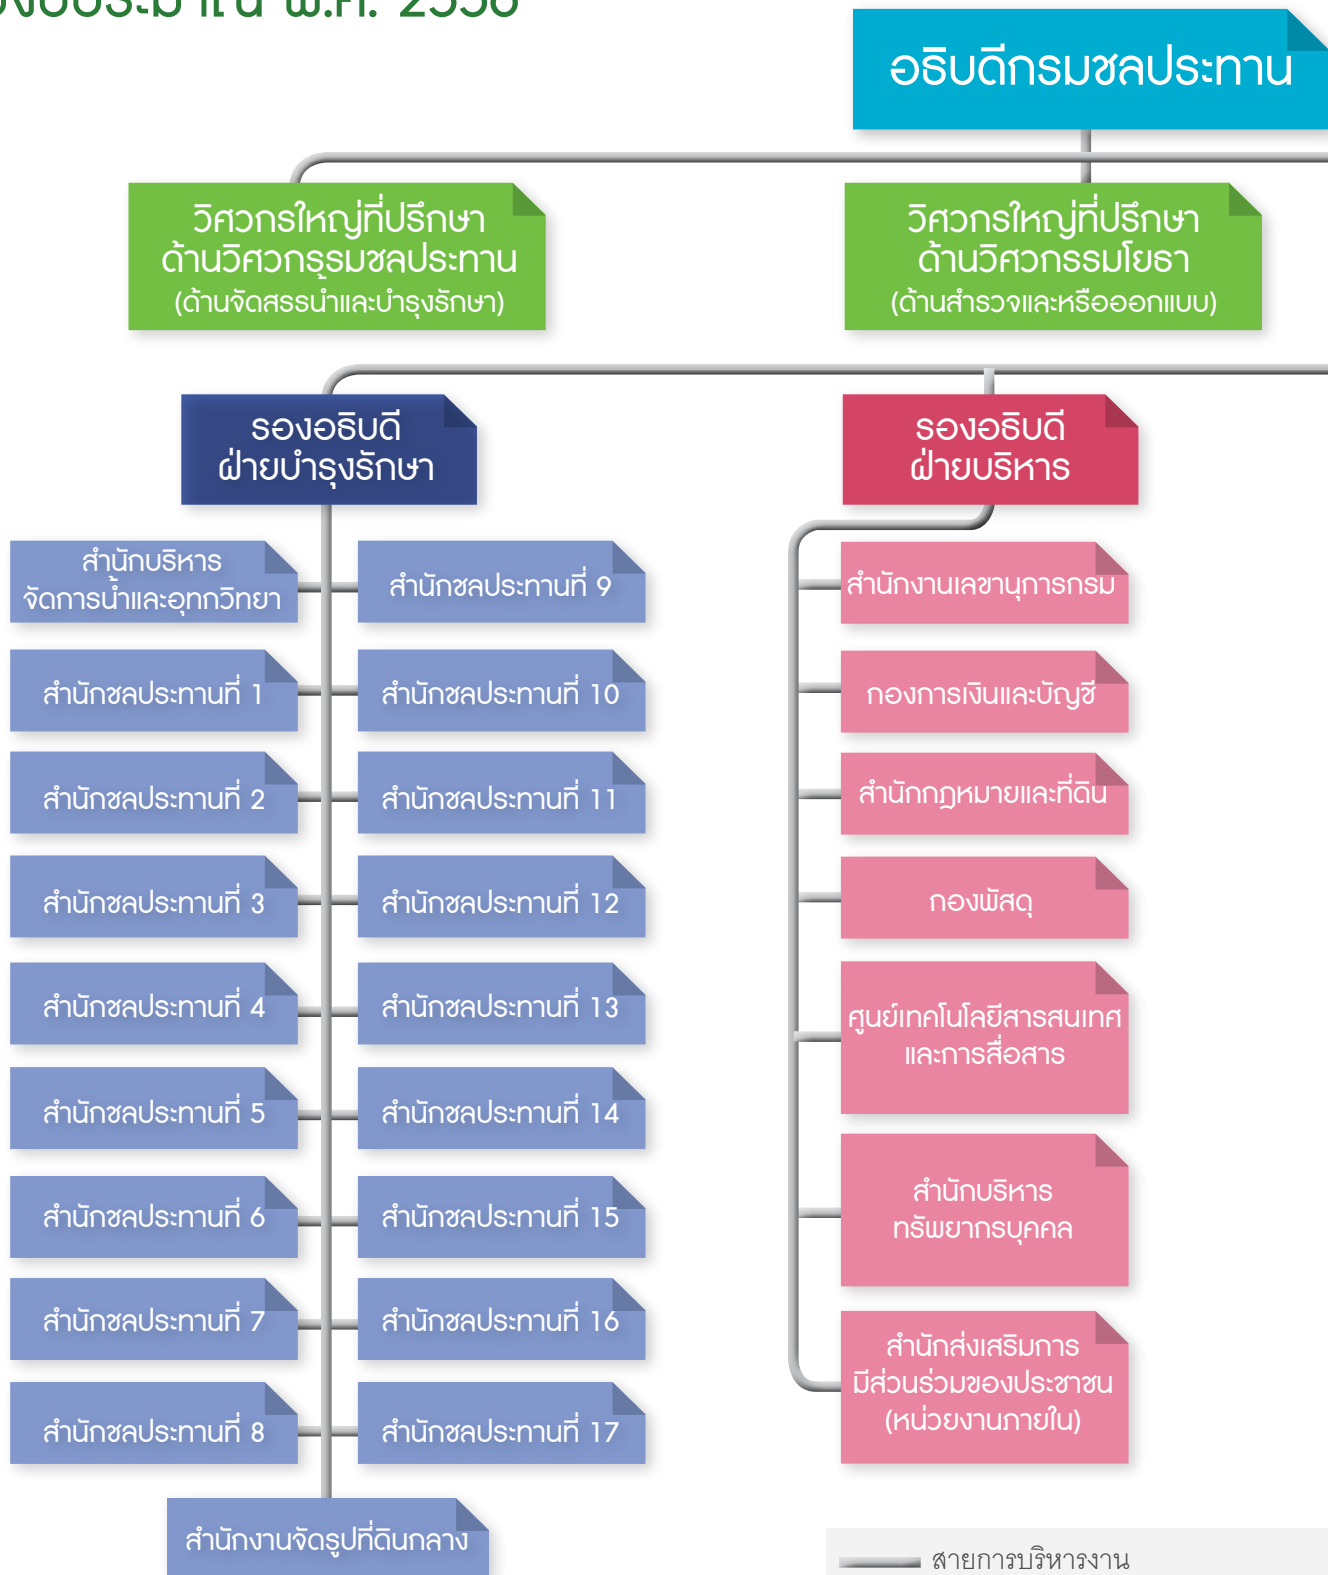 พ.ศ. 2556
อธิบดีกรมชลประทาน
วิศวกรใหญ่ที่ปรึกษา
ด้านวิศวกรรมชลประทาน
(ด้านจัดสรรน้ำและบำรุงรักษา)
วิศวกรใหญ่ที่ปรึกษา
ด้านวิศวกรรมโยธา
(ด้านสำรวจและหรือออกแบบ)
รองอธิบดี
ฝ่ายบำรุงรักษา
รองอธิบดี
ฝ่ายบริหาร
สำนักบริหาร
จัดการน้ำและอุทกวิทยา
สำนักชลประทานที่ 1
สำนักชลประทานที่ 2
สำนักชลประทานที่ 3
สำนักชลประทานที่ 4
สำนักชลประทานที่ 5
สำนักชลประทานที่ 6
สำนักชลประทานที่ 7
สำนักชลประทานที่ 8
สำนักชลประทานที่ 9
สำนักชลประทานที่ 10
สำนักชลประทานที่ 11
สำนักชลประทานที่ 12
สำนักชลประทานที่ 13
สำนักชลประทานที่ 14
สำนักชลประทานที่ 15
สำนักชลประทานที่ 16
สำนักชลประทานที่ 17
สำนักงานจัดรูปที่ดินกลาง
สำนักงานเลขานุการกรม
กองการเงินและบัญชี
สำนักกฎหมายและที่ดิน
กองพัสดุ
ศูนย์เทคโนโลยีสารสนเทศ
และการสื่อสาร
สำนักบริหาร
ทรัพยากรบุคคล
สำนักส่งเสริมการ
มีส่วนร่วมของประชาชน
(หน่วยงานภายใน)
สายการบริหารงาน